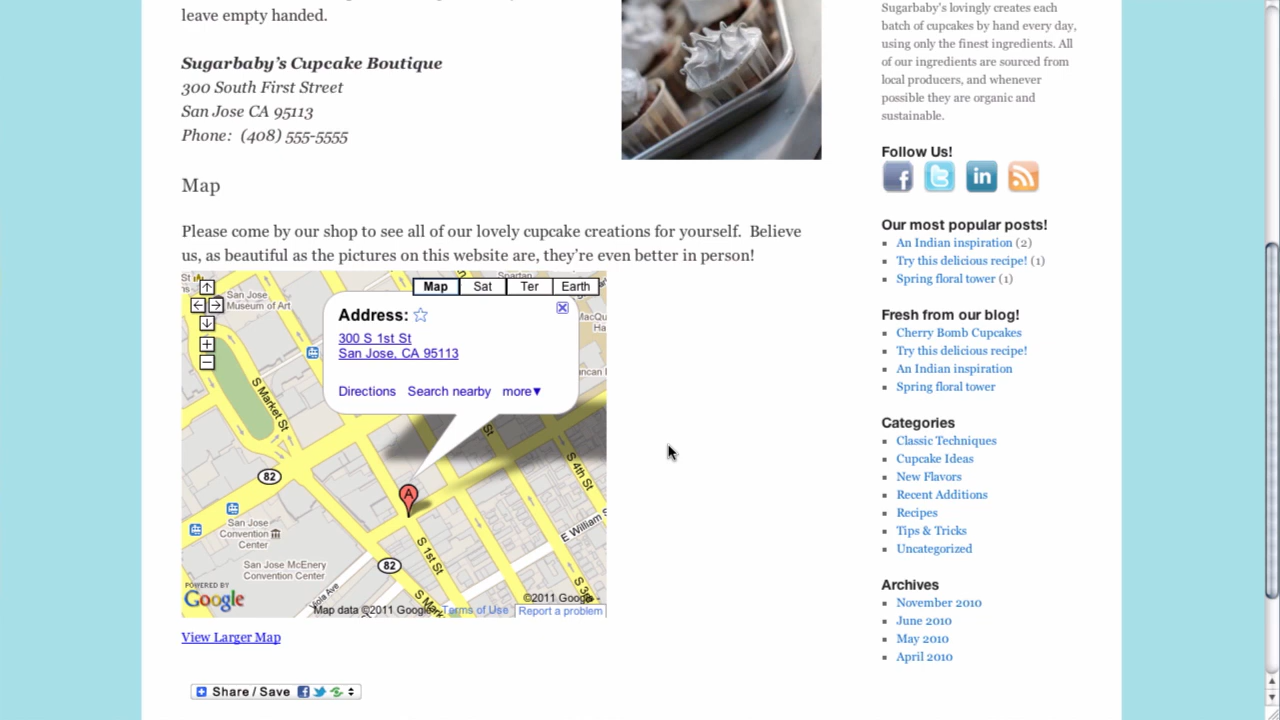 leave empty handed.
Sugarbaby's Cupcake Boutique
300 South First Street
San Jose CA 95113
Phone:  (408) 555-5555
Map
Please come by our shop to see all of our lovely cupcake creations for yourself.  Believe
us, as beautiful as the pictures on this website are, they're even better in person!
Map
Sat
Ter
Earth
San Jose
Museum of Art
Address:
300 S 1st St
San Jose, CA 95113
Directions
Search nearby
more▼
S Market St
S 4th St
82
San Jose
Convention
Center
E William S
82
S 1st St
San Jose McEnery
Convention Center
A
POWERED BY
Google
©2011 Google -
Map data ©2011 Google - Terms of Use
Report a problem
View Larger Map
Share / Save
Sugarbaby's lovingly creates each
batch of cupcakes by hand every day,
using only the finest ingredients. All
of our ingredients are sourced from
local producers, and whenever
possible they are organic and
sustainable.
Follow Us!
Our most popular posts!
An Indian inspiration (2)
Try this delicious recipe! (1)
Spring floral tower (1)
Fresh from our blog!
Cherry Bomb Cupcakes
Try this delicious recipe!
An Indian inspiration
Spring floral tower
Categories
Classic Techniques
Cupcake Ideas
New Flavors
Recent Additions
Recipes
Tips & Tricks
Uncategorized
Archives
November 2010
June 2010
May 2010
April 2010